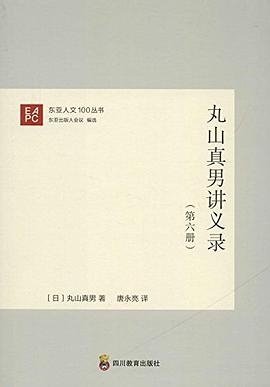 EA
PC
东亚人文100丛书
东亚出版人会议 编选
丸山真男讲义录
（第六册）
［日］丸山真男 著
唐永亮 译
四川教育出版社